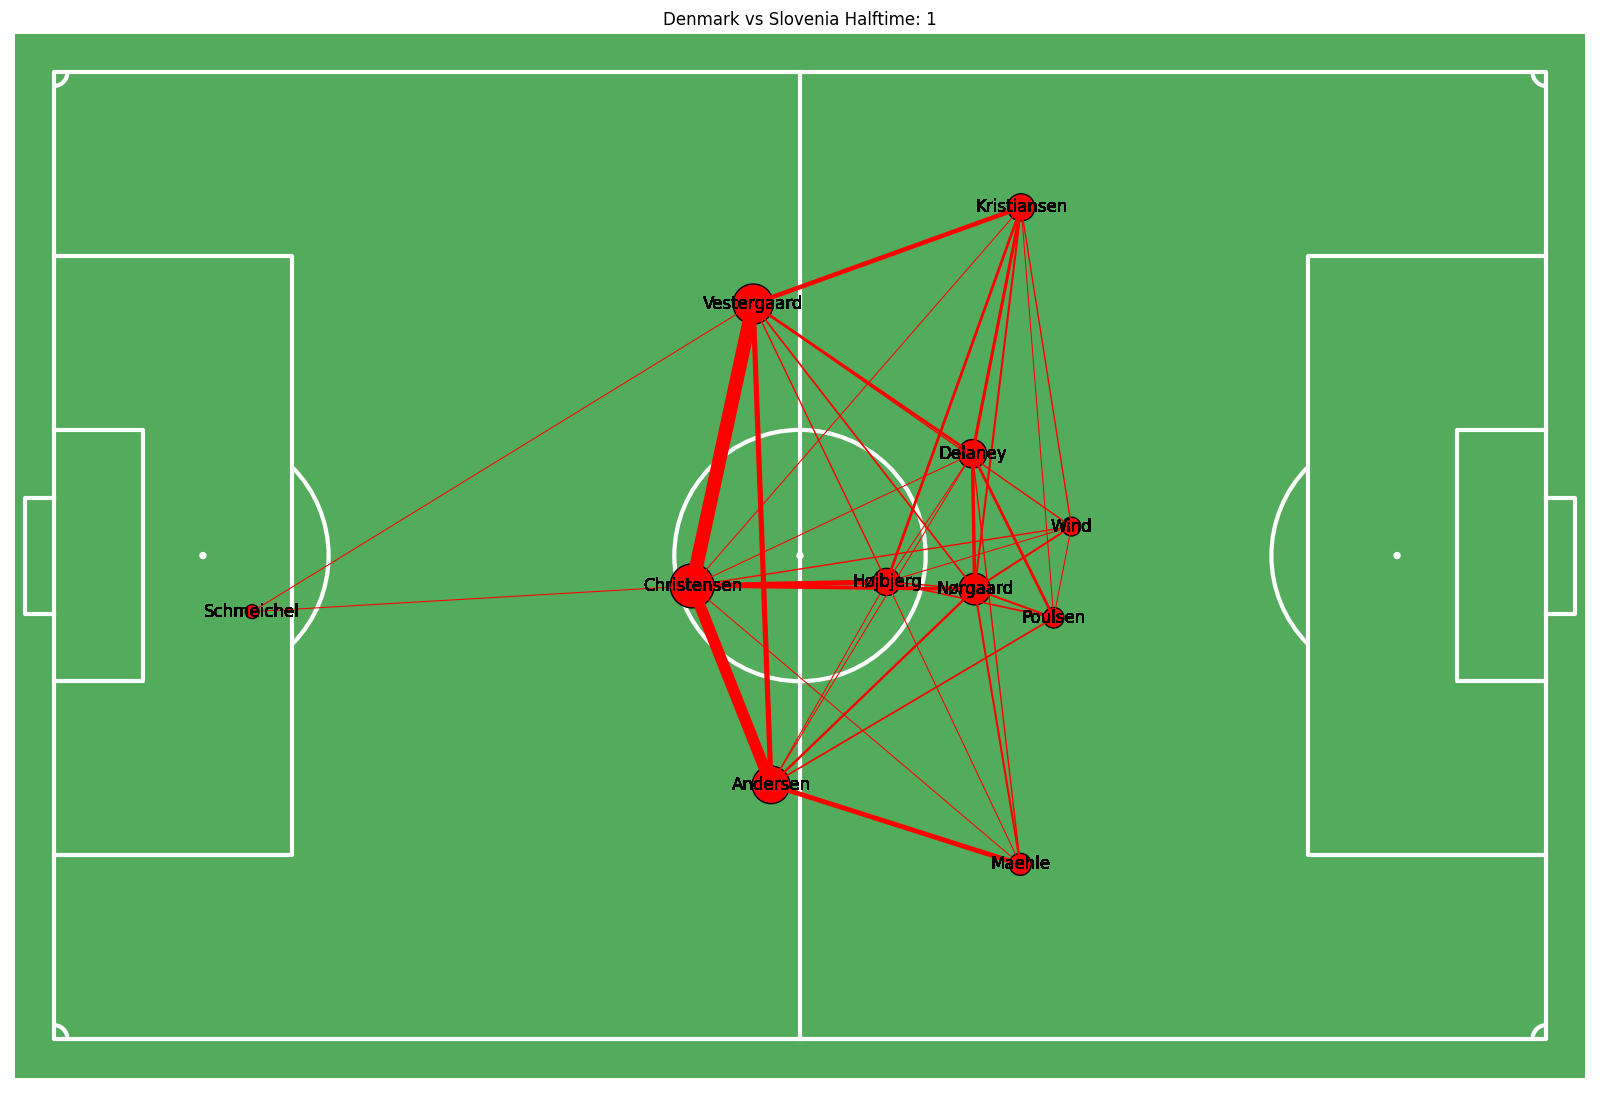 Denmark vs Slovenia Halftime: 1
Kristiansen
Vestergaard
Delaney
Wind
Højbjerg
Christensen
Nørgaard
Schmeichel
Poulsen
Andersen
Maehle